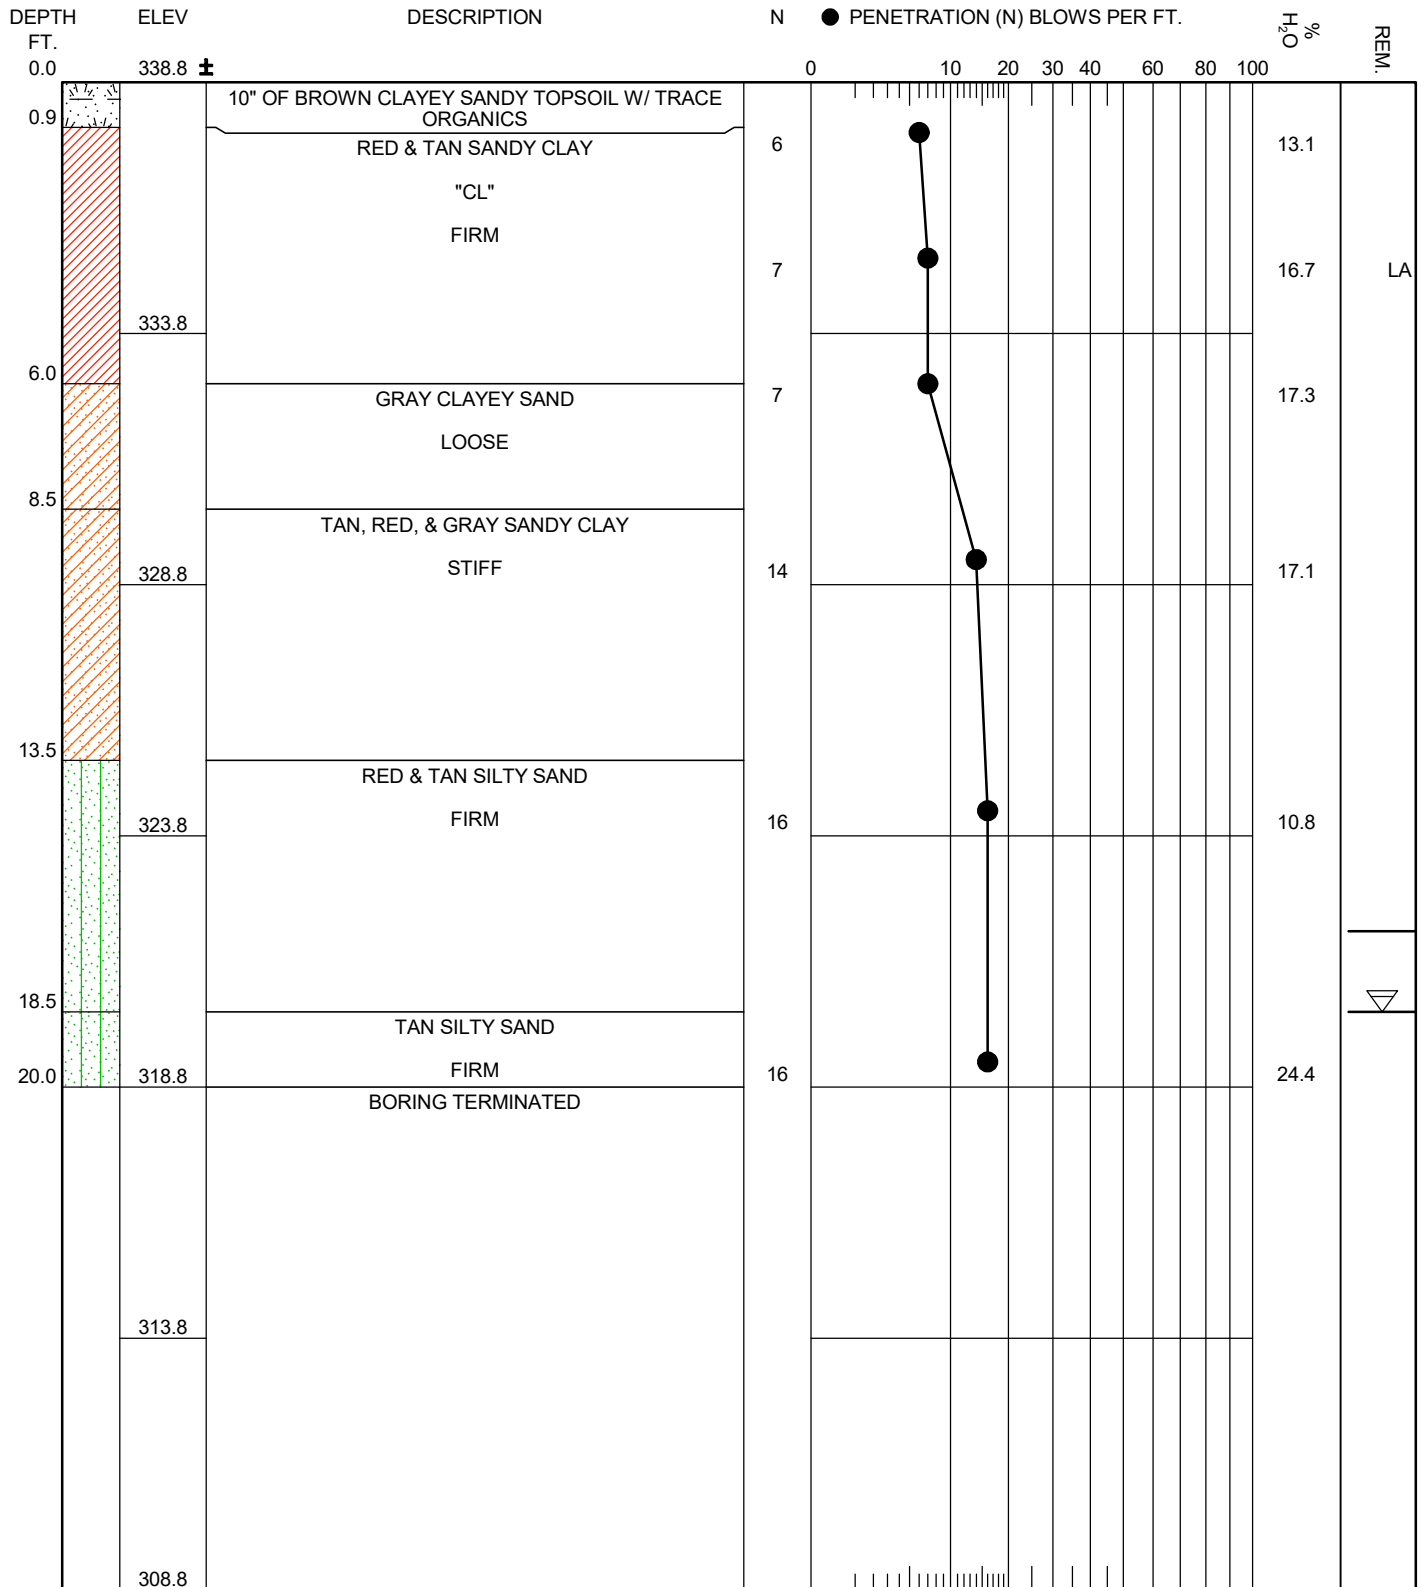 DEPTH ELEV DESCRIPTION N ● PENETRATION (N) BLOWS PER FT. % H₂O REM.
FT.
0.0 338.8 ± 0 10 20 30 40 60 80 100
10" OF BROWN CLAYEY SANDY TOPSOIL W/ TRACE
0.9 ORGANICS
RED & TAN SANDY CLAY 6 13.1
"CL"
FIRM
7 16.7 LA
333.8
6.0
GRAY CLAYEY SAND 7 17.3
LOOSE
8.5
TAN, RED, & GRAY SANDY CLAY
328.8 STIFF 14 17.1
13.5
RED & TAN SILTY SAND
323.8 FIRM 16 10.8
18.5
TAN SILTY SAND
20.0 318.8 FIRM 16 24.4
BORING TERMINATED
313.8
308.8